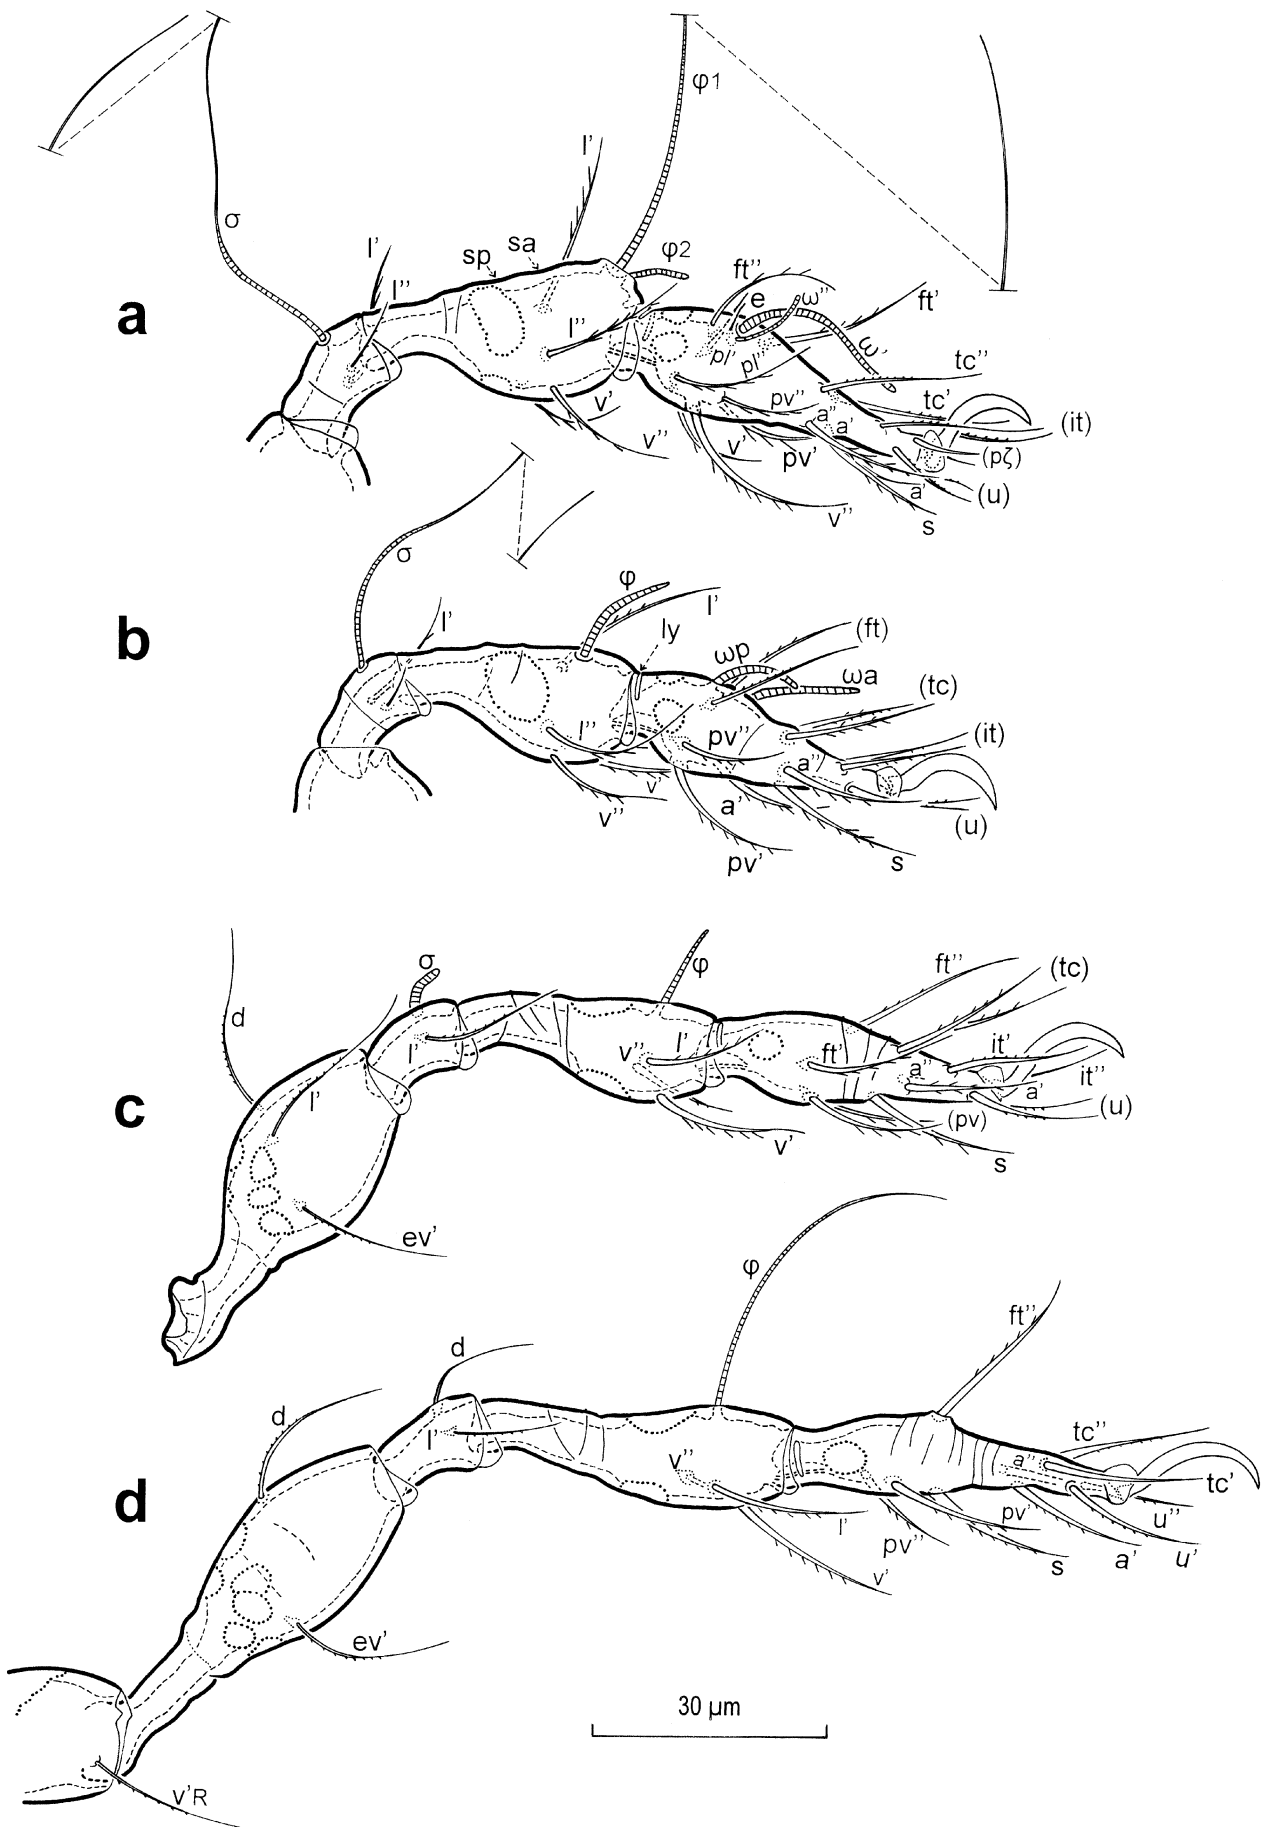 φ1
l'
σ
l'
l''
sp
sa
φ2
a
ft''
e
ω''
ft'
l''
pl'
pl''
ω'
tc''
pv''
tc'
v'
a''
a'
(it)
v''
v'
pv'
(pζ)
a'
(u)
v''
s
σ
φ
b
l'
l'
ly
(ft)
ωp
ωa
(tc)
l''
pv''
(it)
a''
v'
v''
a'
(u)
pv'
s
σ
φ
ft''
(tc)
d
l'
v''
l'
ft'
it'
a''
it''
c
l'
a'
(u)
(pv)
v'
s
ev'
φ
ft''
d
d
tc''
l'
v''
a''
tc'
d
l'
pv'
u''
pv''
s
a'
u'
v'
ev'
30 µm
v'R